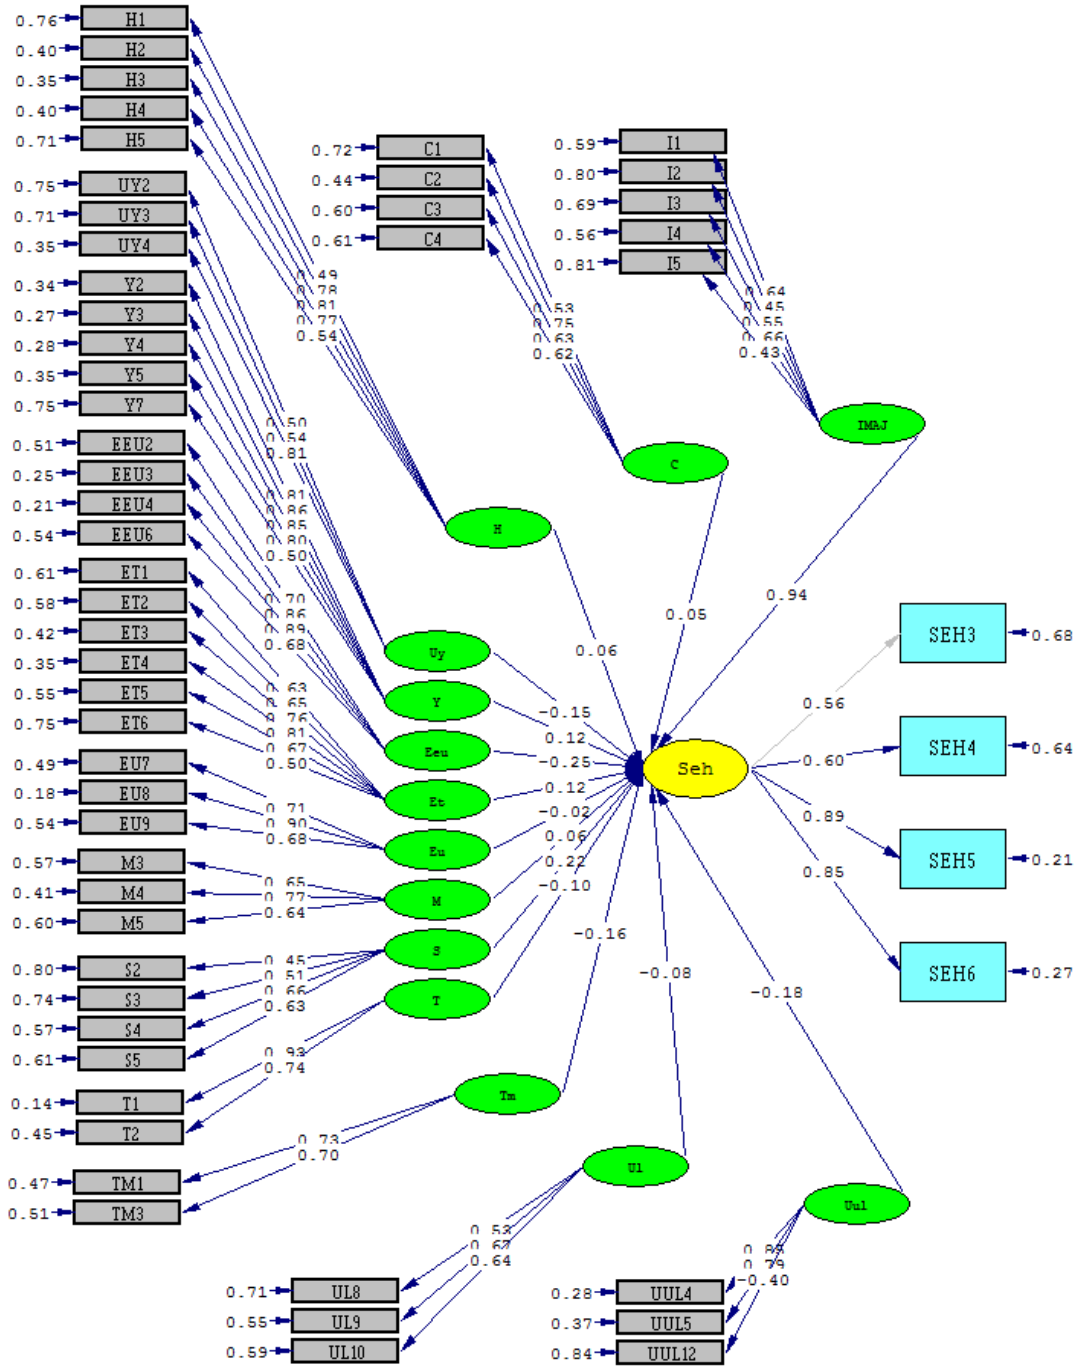 0.76 H1
0.40 H2
0.35 H3
0.40 H4
0.71 H5
0.72 C1
0.44 C2
0.60 C3
0.61 C4
0.59 I1
0.80 I2
0.69 I3
0.56 I4
0.81 I5
0.75 UY2
0.71 UY3
0.35 UY4
0.34 Y2
0.27 Y3
0.28 Y4
0.35 Y5
0.75 Y7
0.51 EEU2
0.25 EEU3
0.21 EEU4
0.54 EEU6
0.61 ET1
0.58 ET2
0.42 ET3
0.35 ET4
0.55 ET5
0.75 ET6
0.49 EU7
0.18 EU8
0.54 EU9
0.57 M3
0.41 M4
0.60 M5
0.80 S2
0.74 S3
0.57 S4
0.61 S5
0.14 T1
0.45 T2
0.47 TM1
0.51 TM3
0.71 UL8
0.55 UL9
0.59 UL10
0.28 UUL4
0.37 UUL5
0.84 UUL12
0.49
0.78
0.81
0.77
0.54
0.53
0.75
0.63
0.62
0.64
0.45
0.55
0.66
0.43
0.50
0.54
0.81
0.81
0.86
0.85
0.80
0.50
0.70
0.86
0.89
0.68
0.63
0.65
0.76
0.81
0.67
0.50
0.71
0.90
0.68
0.65
0.77
0.64
0.45
0.51
0.66
0.63
0.93
0.74
0.73
0.70
0.53
0.67
0.64
0.79
-0.40
IMAJ
C
H
Uy
Y
Eeu
Et
Eu
M
S
T
Tm
Ul
Uul
0.94
0.05
0.06
-0.15
0.12
-0.25
0.12
-0.02
0.06
0.22
-0.10
-0.16
-0.08
-0.18
Seh
0.56
0.60
0.89
0.85
SEH3 0.68
SEH4 0.64
SEH5 0.21
SEH6 0.27